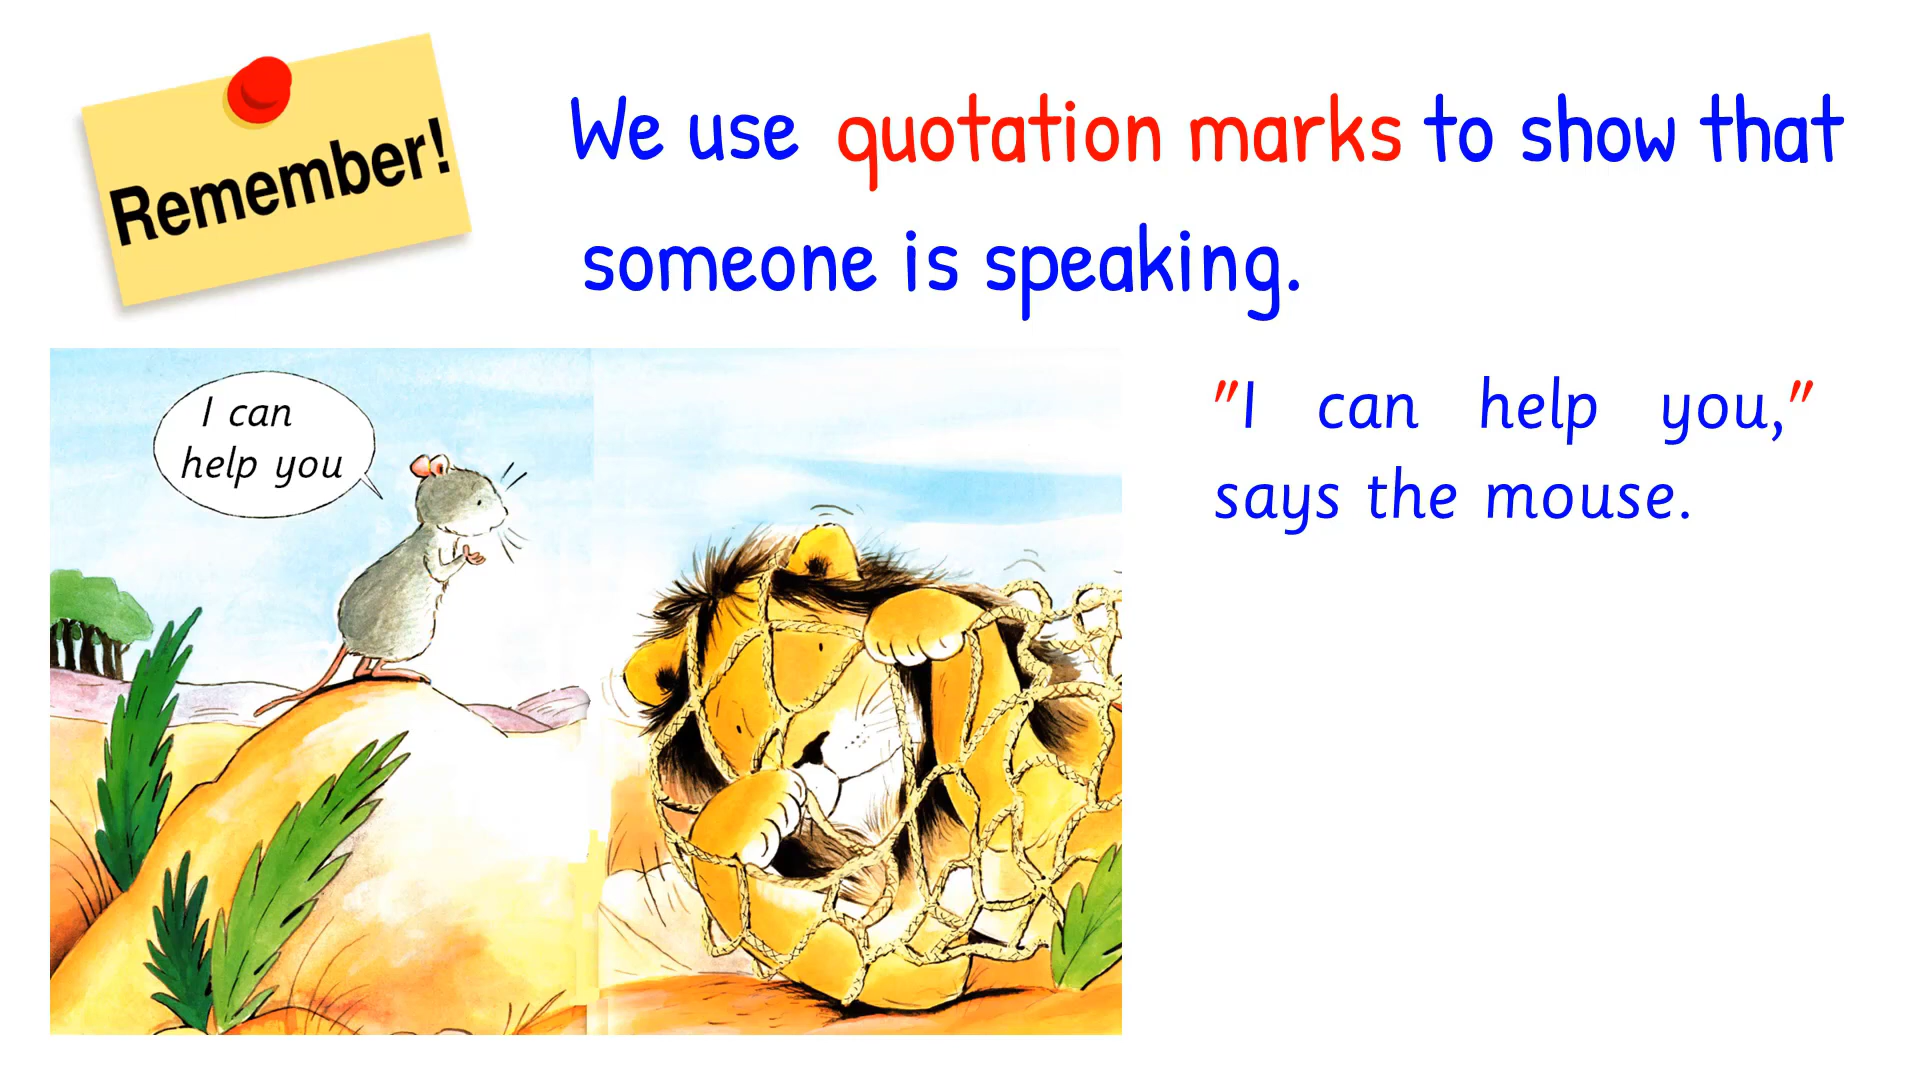 Remember!
We use quotation marks to show that
someone is speaking.
I can
help you
"I can help you,"
says the mouse.